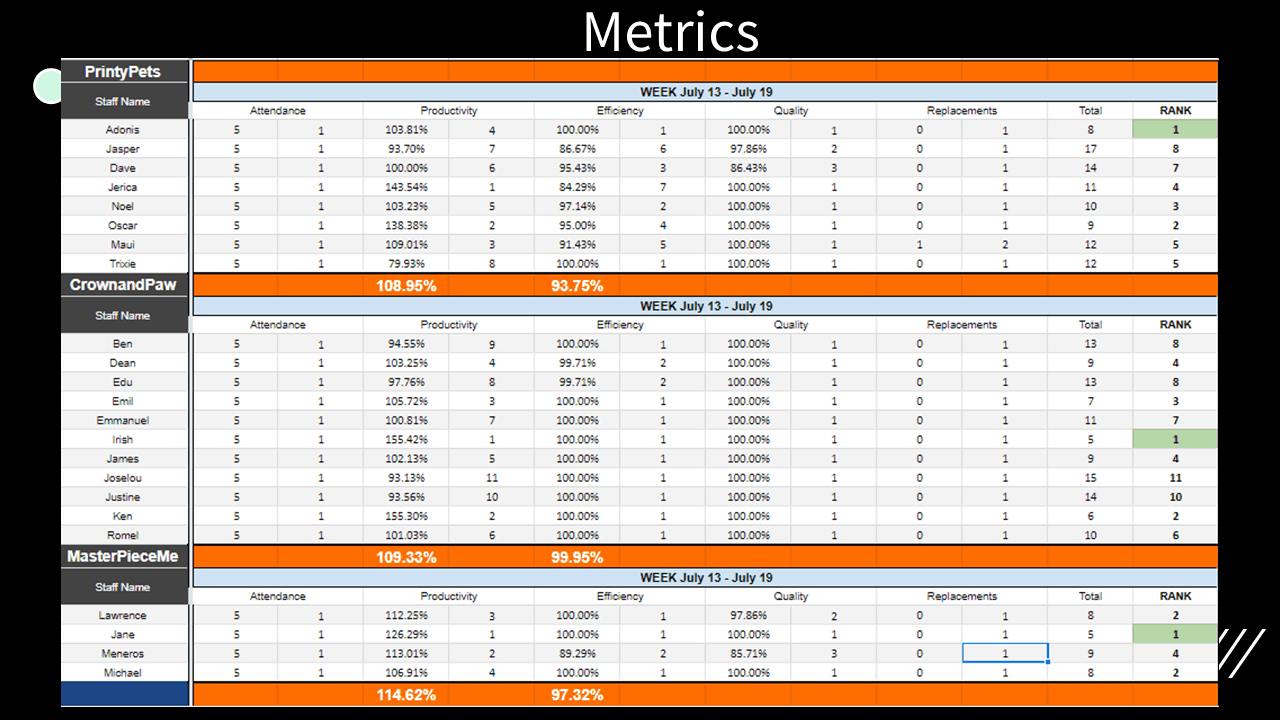 Metrics
PrintyPets
WEEK July 13 - July 19
Staff Name
Attendance Productivity Efficiency Quality Replacements Total RANK
Adonis 5 1 103.81% 4 100.00% 1 100.00% 1 0 1 8 1
Jasper 5 1 93.70% 7 86.67% 6 97.86% 2 0 1 17 8
Dave 5 1 100.00% 6 95.43% 3 86.43% 3 0 1 14 7
Jerica 5 1 143.54% 1 84.29% 7 100.00% 1 0 1 11 4
Noel 5 1 103.23% 5 97.14% 2 100.00% 1 0 1 10 3
Oscar 5 1 138.38% 2 95.00% 4 100.00% 1 0 1 9 2
Maui 5 1 109.01% 3 91.43% 5 100.00% 1 1 2 12 5
Trixie 5 1 79.93% 8 100.00% 1 100.00% 1 0 1 12 5
CrownandPaw 108.95% 93.75%
WEEK July 13 - July 19
Staff Name
Attendance Productivity Efficiency Quality Replacements Total RANK
Ben 5 1 94.55% 9 100.00% 1 100.00% 1 0 1 13 8
Dean 5 1 103.25% 4 99.71% 2 100.00% 1 0 1 9 4
Edu 5 1 97.76% 8 99.71% 2 100.00% 1 0 1 13 8
Emil 5 1 105.72% 3 100.00% 1 100.00% 1 0 1 7 3
Emmanuel 5 1 100.81% 7 100.00% 1 100.00% 1 0 1 11 7
Irish 5 1 155.42% 1 100.00% 1 100.00% 1 0 1 5 1
James 5 1 102.13% 5 100.00% 1 100.00% 1 0 1 9 4
Joselou 5 1 93.13% 11 100.00% 1 100.00% 1 0 1 15 11
Justine 5 1 93.56% 10 100.00% 1 100.00% 1 0 1 14 10
Ken 5 1 155.30% 2 100.00% 1 100.00% 1 0 1 6 2
Romel 5 1 101.03% 6 100.00% 1 100.00% 1 0 1 10 6
MasterPieceMe 109.33% 99.95%
WEEK July 13 - July 19
Staff Name
Attendance Productivity Efficiency Quality Replacements Total RANK
Lawrence 5 1 112.25% 3 100.00% 1 97.86% 2 0 1 8 2
Jane 5 1 126.29% 1 100.00% 1 100.00% 1 0 1 5 1
Meneros 5 1 113.01% 2 89.29% 2 85.71% 3 0 1 9 4
Michael 5 1 106.91% 4 100.00% 1 100.00% 1 0 1 8 2
114.62% 97.32%